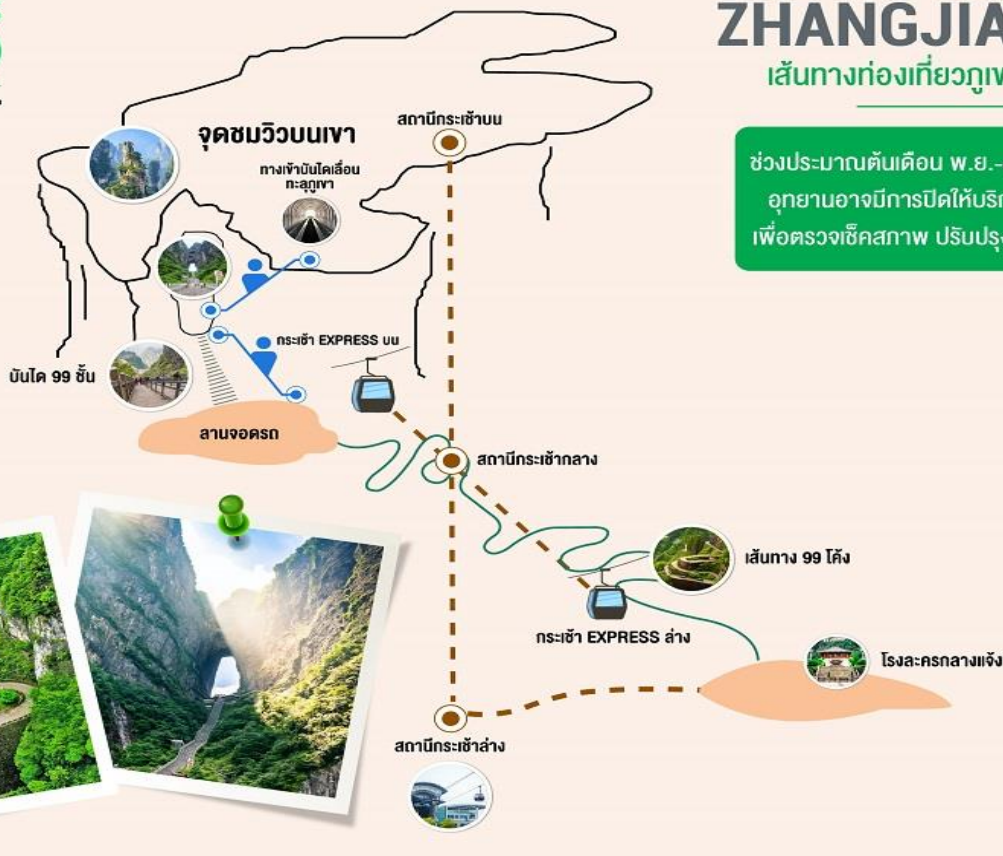 ZHANGJIA
เส้นทางท่องเที่ยวภูเข
ช่วงประมาณต้นเดือน พ.ย.-
อุทยานอาจมีการปิดให้บริก
เพื่อตรวจเช็คสภาพ ปรับปรุง
สถานีกระเช้าบน
จุดชมวิวบนเขา
ทางเข้าบันไดเลื่อน
ทะลุภูเขา
กระเช้า EXPRESS บน
บันได 99 ชั้น
ลานจอดรถ
สถานีกระเช้ากลาง
เส้นทาง 99 โค้ง
กระเช้า EXPRESS ล่าง
โรงละครกลางแจ้ง
สถานีกระเช้าล่าง